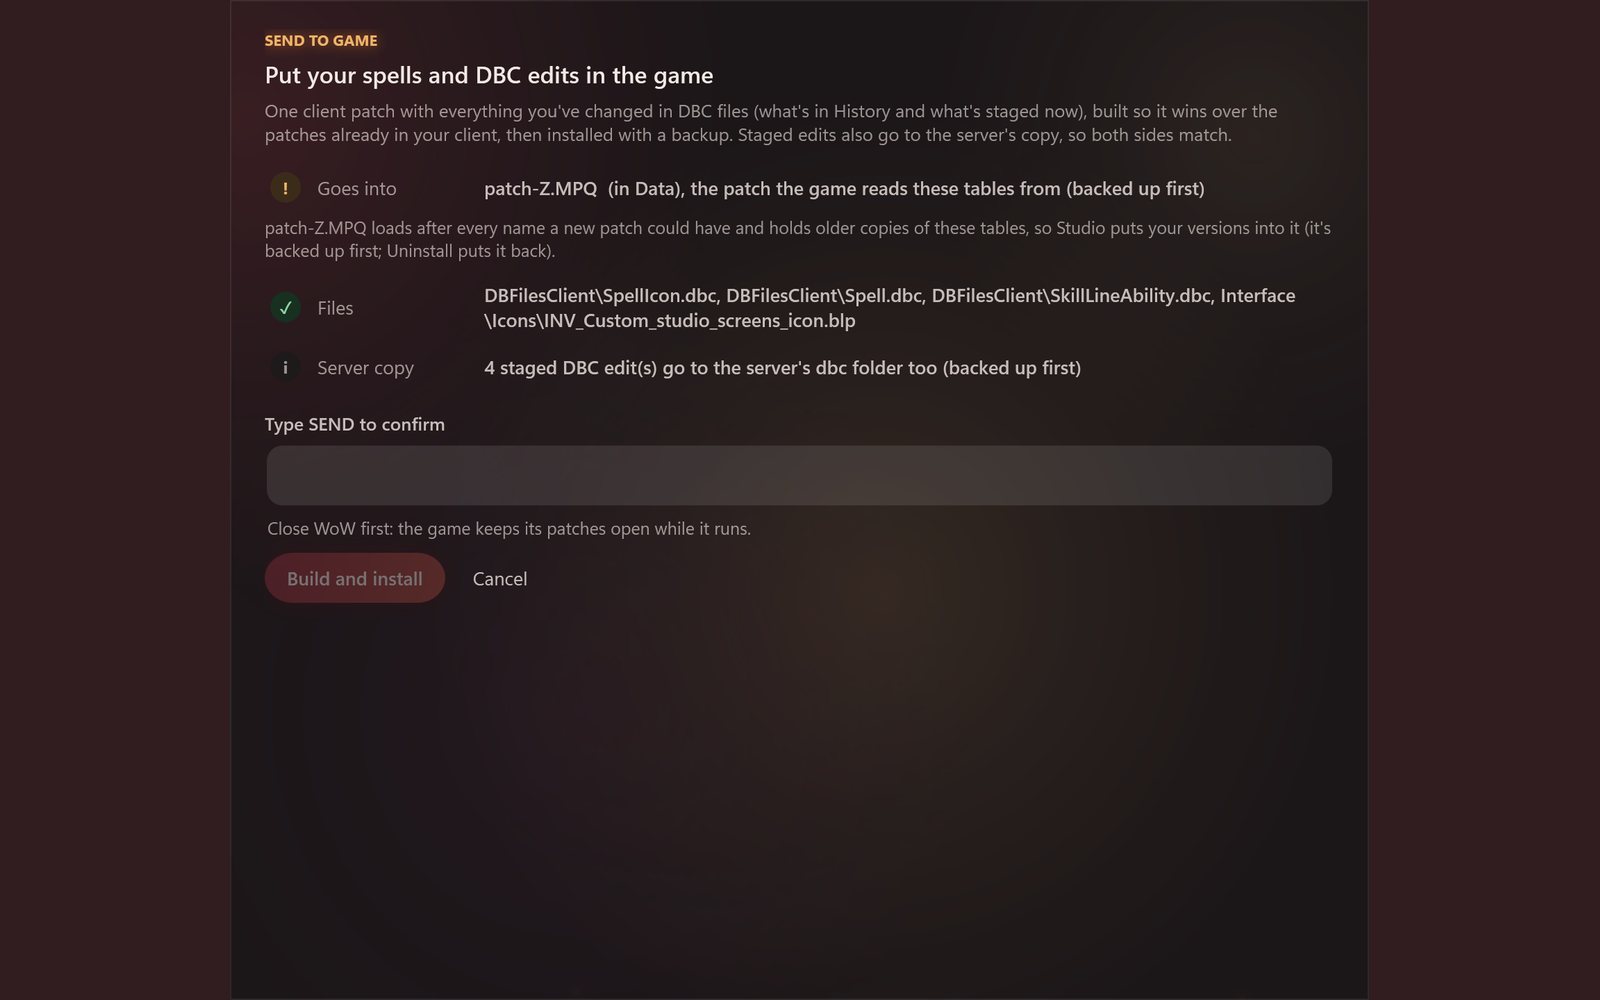 SEND TO GAME
Put your spells and DBC edits in the game
One client patch with everything you've changed in DBC files (what's in History and what's staged now), built so it wins over the
patches already in your client, then installed with a backup. Staged edits also go to the server's copy, so both sides match.
! Goes into patch-Z.MPQ (in Data), the patch the game reads these tables from (backed up first)
patch-Z.MPQ loads after every name a new patch could have and holds older copies of these tables, so Studio puts your versions into it (it's
backed up first; Uninstall puts it back).
✓ Files DBFilesClient\SpellIcon.dbc, DBFilesClient\Spell.dbc, DBFilesClient\SkillLineAbility.dbc, Interface
\Icons\INV_Custom_studio_screens_icon.blp
i Server copy 4 staged DBC edit(s) go to the server's dbc folder too (backed up first)
Type SEND to confirm
Close WoW first: the game keeps its patches open while it runs.
Build and install Cancel